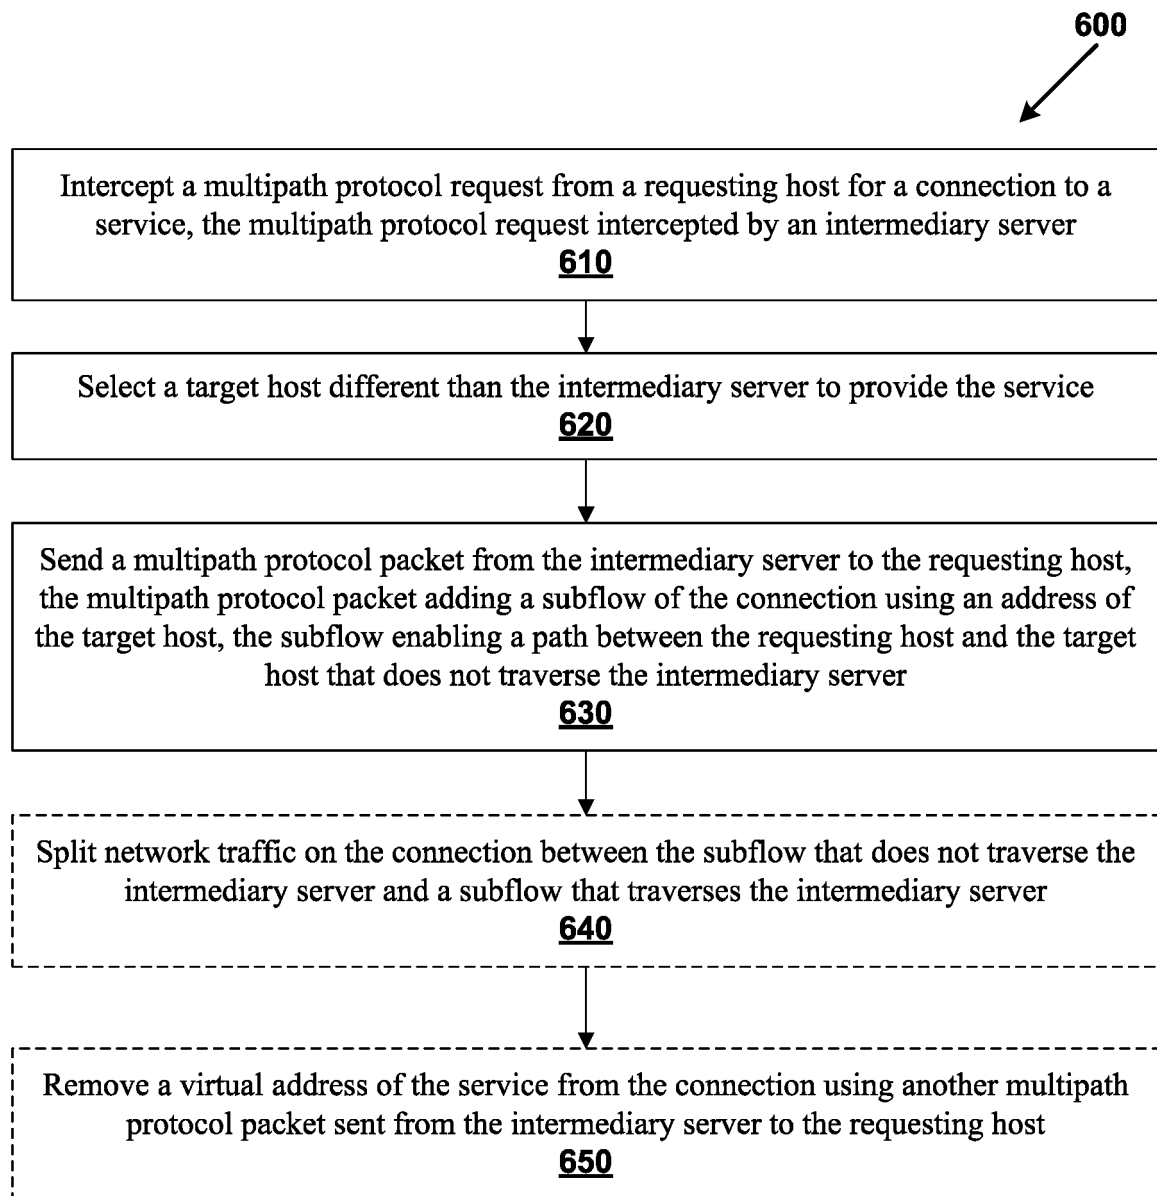 600
Intercept a multipath protocol request from a requesting host for a connection to a
service, the multipath protocol request intercepted by an intermediary server
610
Select a target host different than the intermediary server to provide the service
620
Send a multipath protocol packet from the intermediary server to the requesting host,
the multipath protocol packet adding a subflow of the connection using an address of
the target host, the subflow enabling a path between the requesting host and the target
host that does not traverse the intermediary server
630
Split network traffic on the connection between the subflow that does not traverse the
intermediary server and a subflow that traverses the intermediary server
640
Remove a virtual address of the service from the connection using another multipath
protocol packet sent from the intermediary server to the requesting host
650